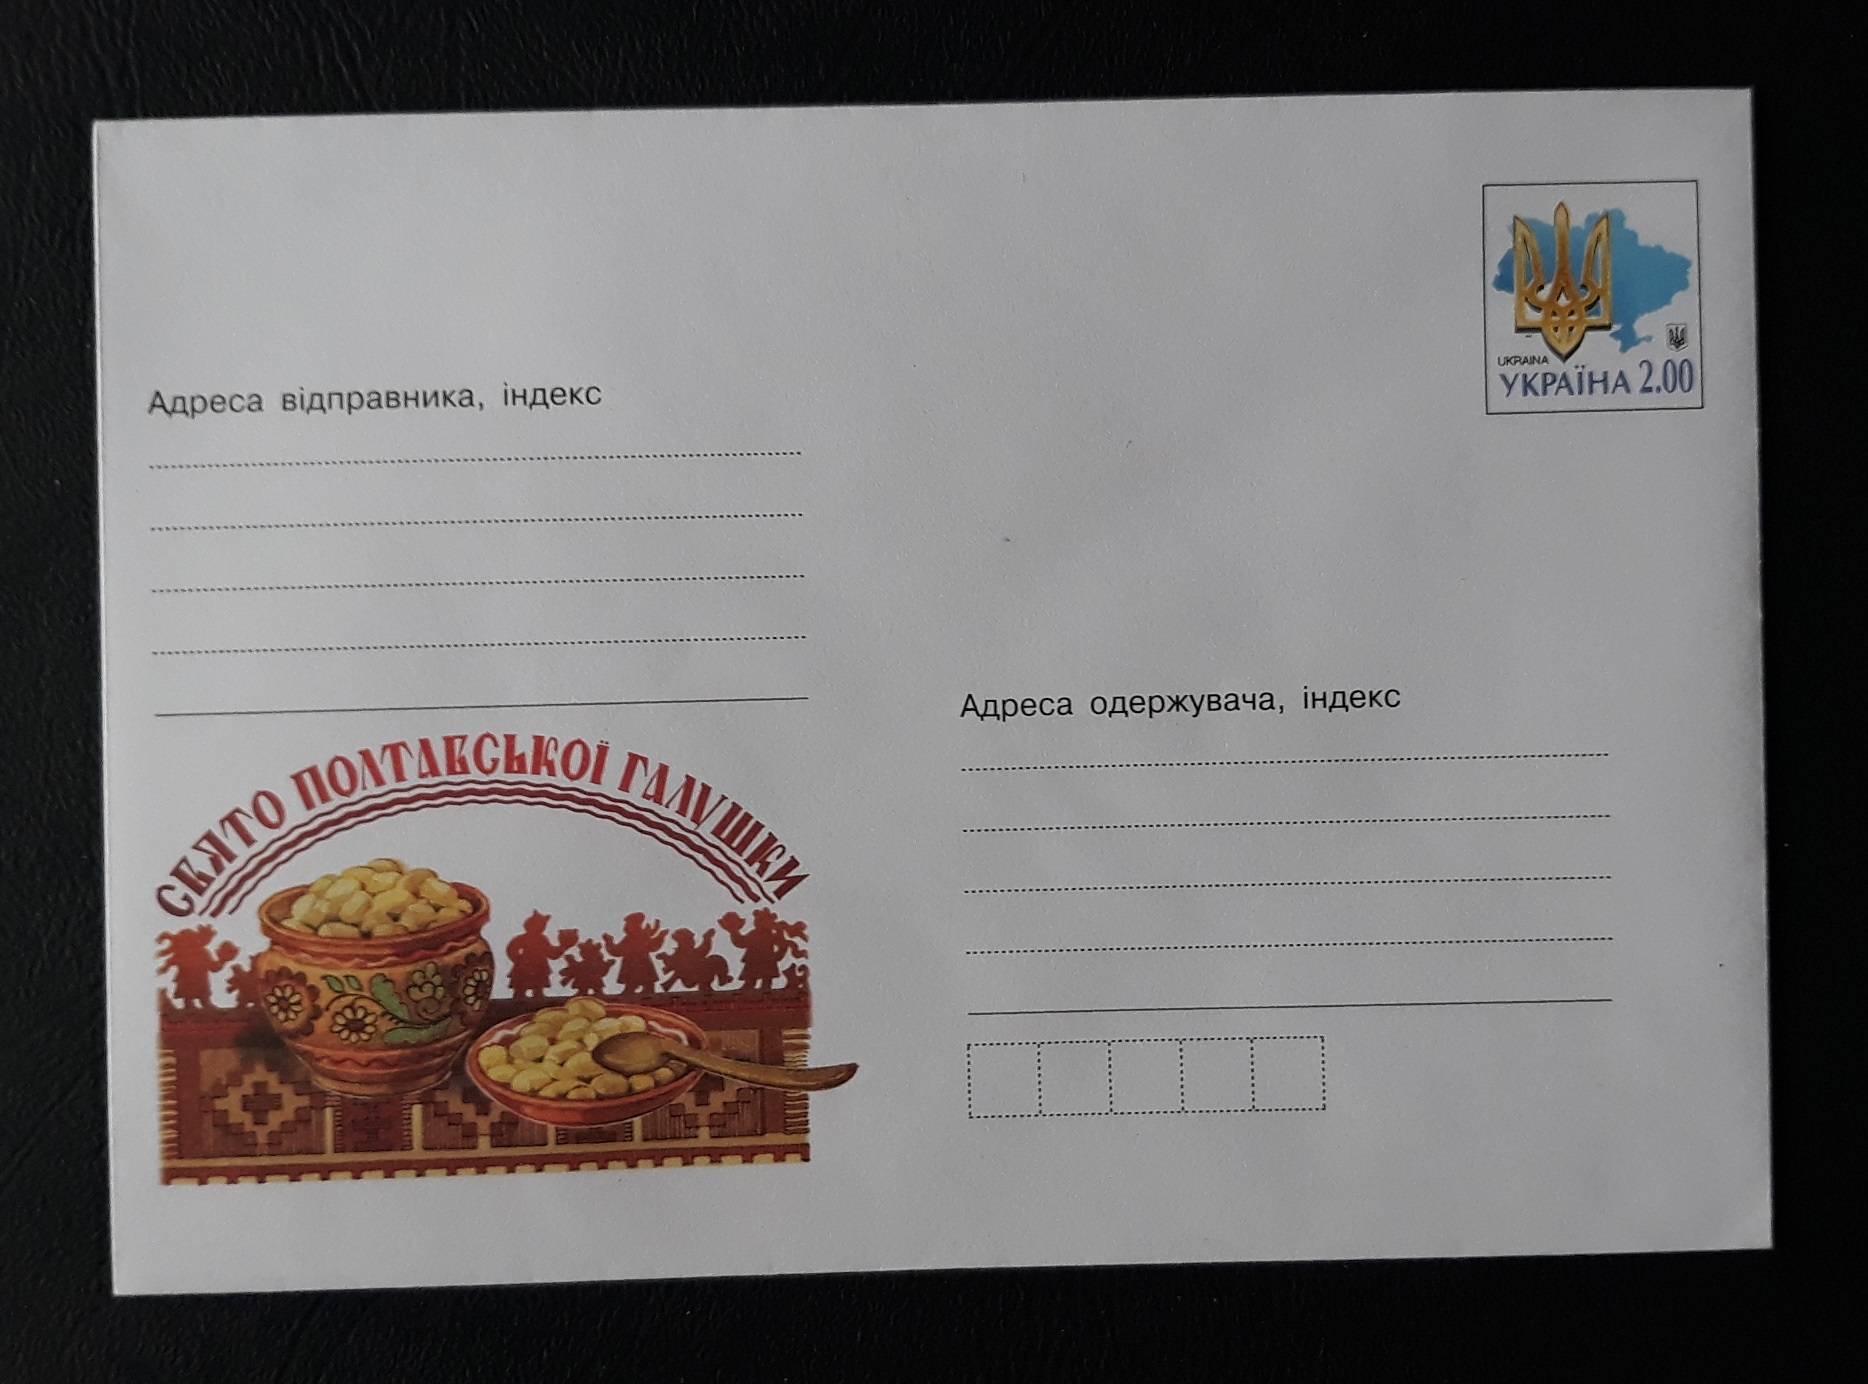 UKRAINA
УКРАЇНА 2.00
Адреса відправника, індекс
Адреса одержувача, індекс
СВЯТО ПОЛТАВСЬКОЇ ГАЛУШКИ